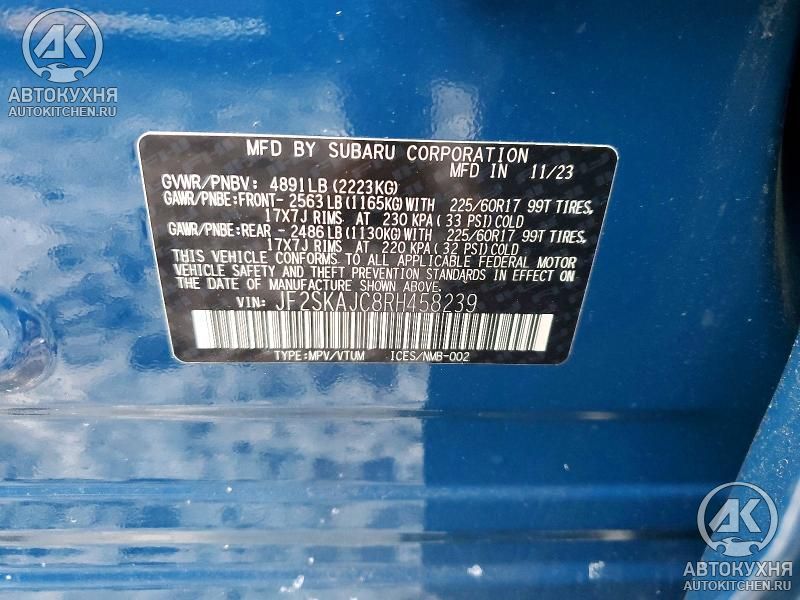 АК
АВТОКУХНЯ
AUTOKITCHEN.RU
MFD BY SUBARU CORPORATION
MFD IN 11/23
GVWR/PNBV: 4891LB(2223KG)
GAWR/PNBE:FRONT- 2563LB(1165KG)WITH 225/60R17 99T TIRES,
17X7J RIMS AT 230 KPA(33 PSI)COLD
GAWR/PNBE:REAR - 2486LB(1130KG)WITH 225/60R17 99T TIRES,
17X7J RIMS AT 220 KPA(32 PSI)COLD
THIS VEHICLE CONFORMS TO ALL APPLICABLE FEDERAL MOTOR
VEHICLE SAFETY AND THEFT PREVENTION STANDARDS IN EFFECT
ON THE DATE OF MANUFACTURE SHOWN ABOVE.
VIN: JF2SKAJC8RH458239
TYPE:MPV/VTUM ICES/NMB-002
АК
АВТОКУХНЯ
AUTOKITCHEN.RU